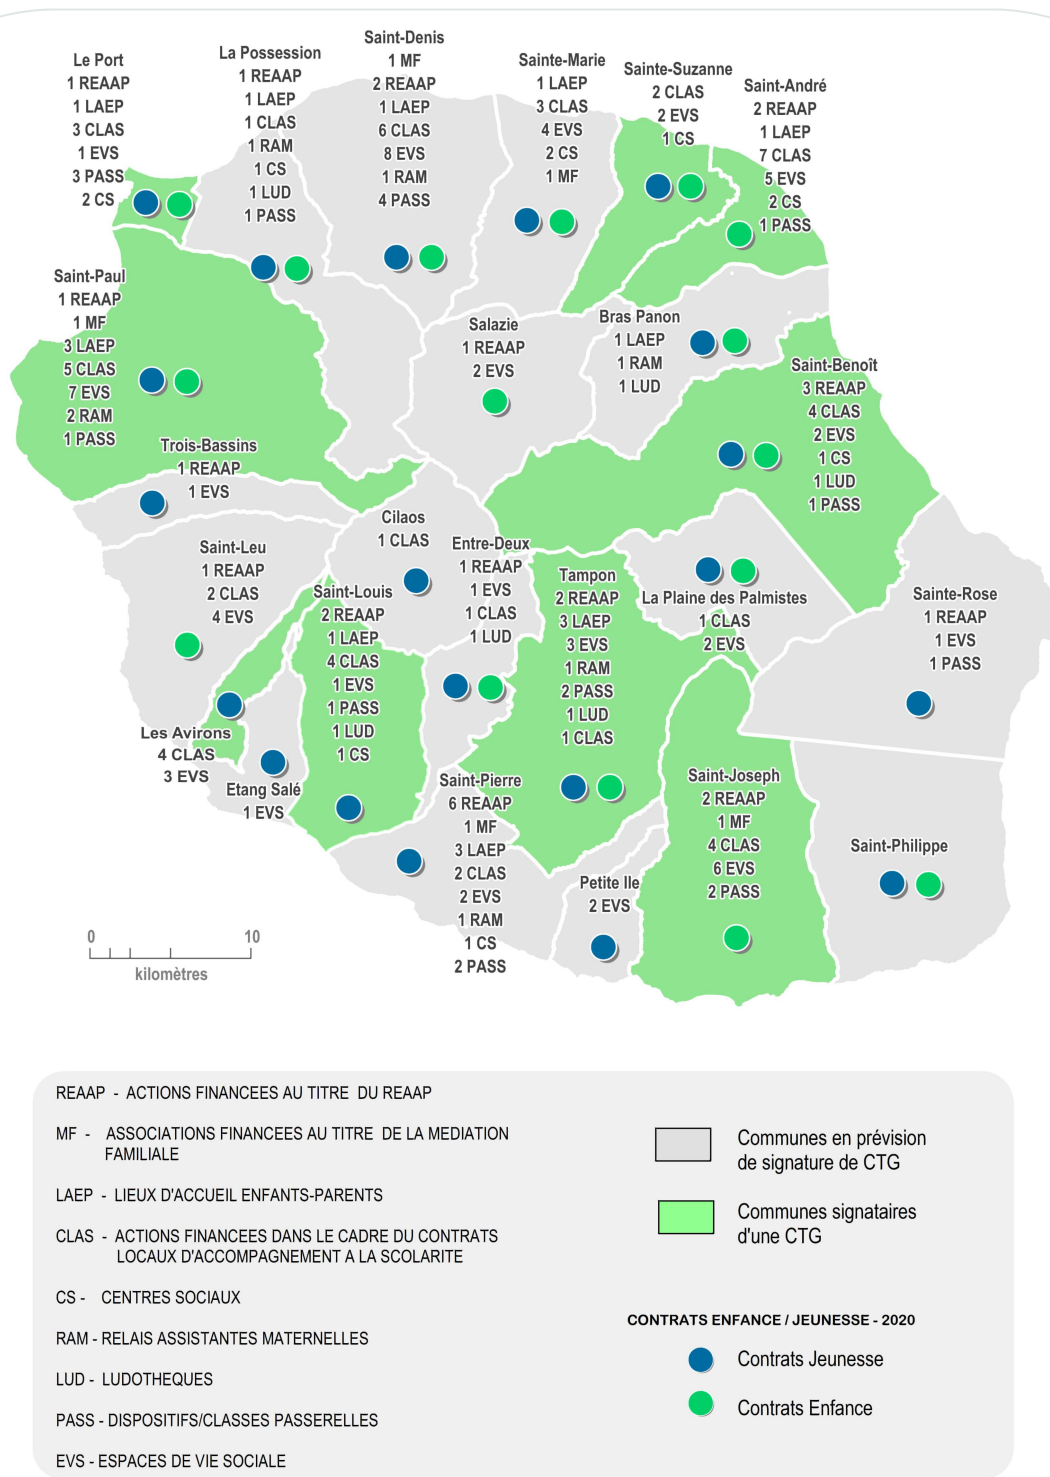 Le Port
1 REAAP
1 LAEP
3 CLAS
1 EVS
3 PASS
2 CS
La Possession
1 REAAP
1 LAEP
1 CLAS
1 RAM
1 CS
1 LUD
1 PASS
Saint-Denis
1 MF
2 REAAP
1 LAEP
6 CLAS
8 EVS
1 RAM
4 PASS
Sainte-Marie
1 LAEP
3 CLAS
4 EVS
2 CS
1 MF
Sainte-Suzanne
2 CLAS
2 EVS
1 CS
Saint-André
2 REAAP
1 LAEP
7 CLAS
5 EVS
2 CS
1 PASS
Saint-Paul
1 REAAP
1 MF
3 LAEP
5 CLAS
7 EVS
2 RAM
1 PASS
Salazie
1 REAAP
2 EVS
Bras Panon
1 LAEP
1 RAM
1 LUD
Saint-Benoît
3 REAAP
4 CLAS
2 EVS
1 CS
1 LUD
1 PASS
Trois-Bassins
1 REAAP
1 EVS
Cilaos
1 CLAS
Saint-Leu
1 REAAP
2 CLAS
4 EVS
Entre-Deux
1 REAAP
1 EVS
1 CLAS
1 LUD
Saint-Louis
2 REAAP
1 LAEP
4 CLAS
1 EVS
1 PASS
1 LUD
1 CS
Tampon
2 REAAP
3 LAEP
3 EVS
1 RAM
2 PASS
1 LUD
1 CLAS
La Plaine des Palmistes
1 CLAS
2 EVS
Sainte-Rose
1 REAAP
1 EVS
1 PASS
Les Avirons
4 CLAS
3 EVS
Etang Salé
1 EVS
Saint-Pierre
6 REAAP
1 MF
3 LAEP
2 CLAS
2 EVS
1 RAM
1 CS
2 PASS
Saint-Joseph
2 REAAP
1 MF
4 CLAS
6 EVS
2 PASS
Saint-Philippe
Petite Ile
2 EVS
0 10
kilomètres
REAAP - ACTIONS FINANCEES AU TITRE DU REAAP
MF - ASSOCIATIONS FINANCEES AU TITRE DE LA MEDIATION
FAMILIALE
LAEP - LIEUX D'ACCUEIL ENFANTS-PARENTS
CLAS - ACTIONS FINANCEES DANS LE CADRE DU CONTRATS
LOCAUX D'ACCOMPAGNEMENT A LA SCOLARITE
CS - CENTRES SOCIAUX
RAM - RELAIS ASSISTANTES MATERNELLES
LUD - LUDOTHEQUES
PASS - DISPOSITIFS/CLASSES PASSERELLES
EVS - ESPACES DE VIE SOCIALE
Communes en prévision
de signature de CTG
Communes signataires
d'une CTG
CONTRATS ENFANCE / JEUNESSE - 2020
Contrats Jeunesse
Contrats Enfance